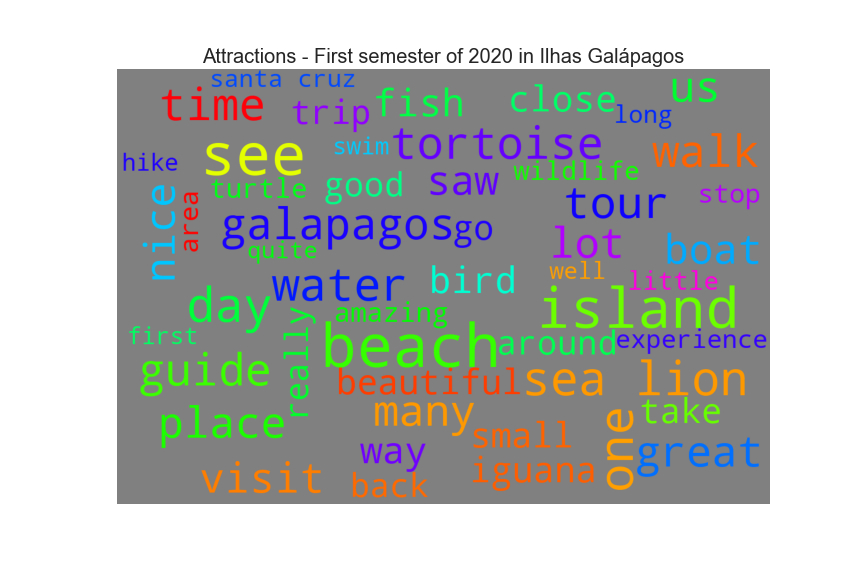 Attractions - First semester of 2020 in Ilhas Galápagos
santa cruz
time
trip
fish
close
us
long
see
swim
tortoise
walk
hike
turtle
good
saw
wildlife
stop
nice
area
galapagos
go
tour
quite
lot
boat
water
bird
well
little
day
amazing
island
first
really
beach
around
experience
guide
beautiful
sea lion
place
many
small
one
take
way
great
visit
back
iguana